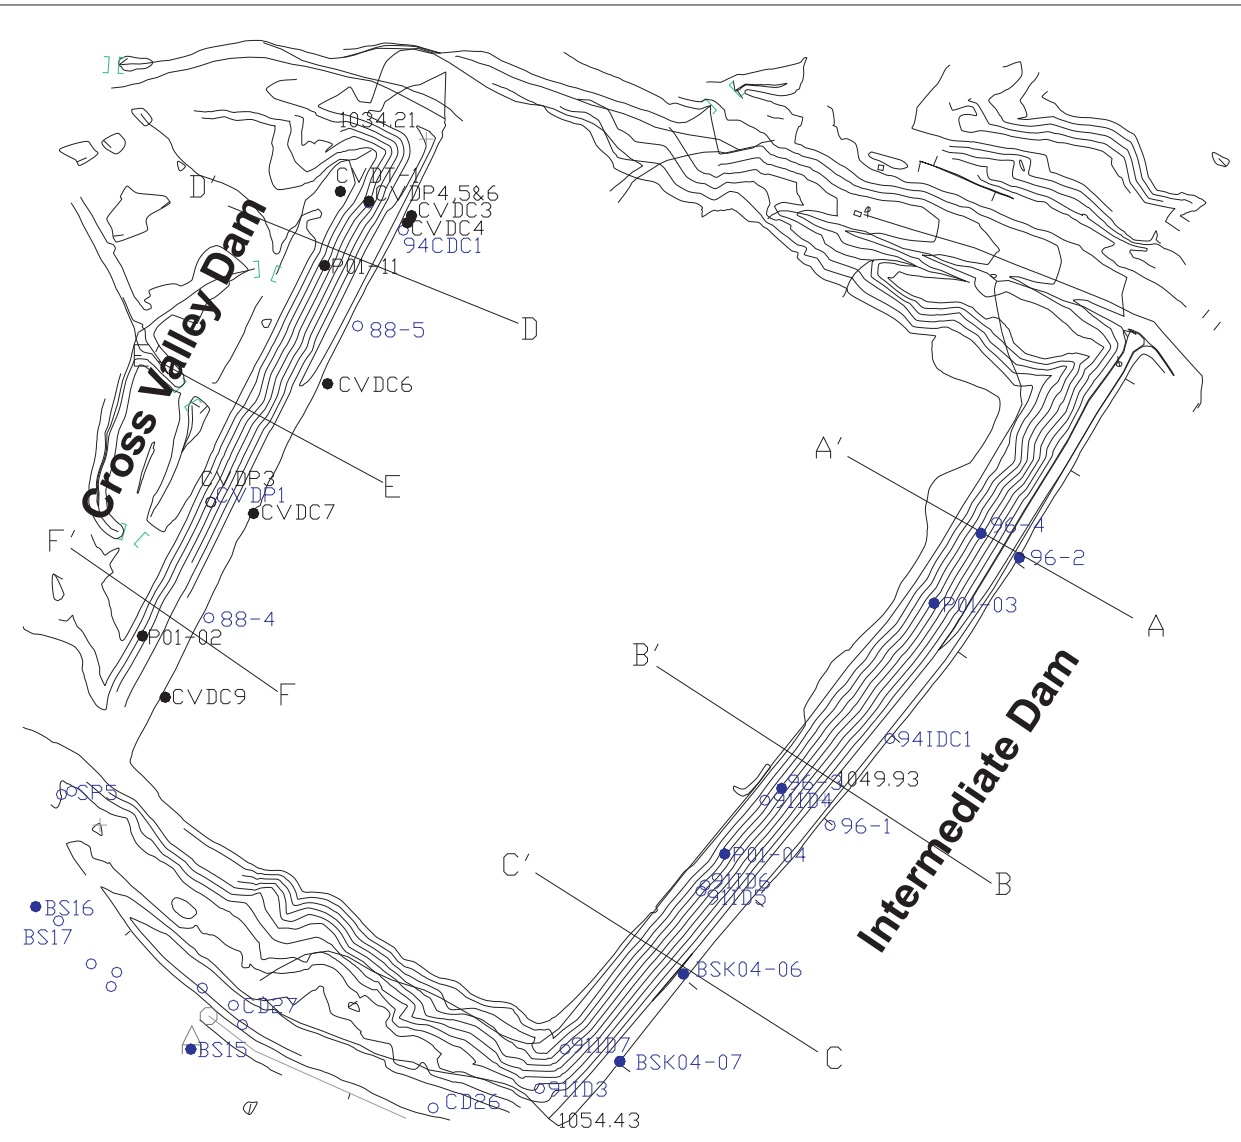 1034.21
CVDT-1
D'
CVDP4,5&6
CVDC3
CVDC4
94CDC1
P01-11
D
88-5
CVDC6
Cross Valley Dam
A'
CVDP3
E
CVDP1
CVDC7
96-4
F'
96-2
P01-03
88-4
A
P01-02
B'
F
CVDC9
Intermediate Dam
94IDC1
96-3
1049.93
SP5
91ID4
96-1
P01-04
C'
91ID6
B
91ID5
BS16
BS17
BSK04-06
CD27
BS15
91ID7
C
BSK04-07
91ID3
CD26
1054.43